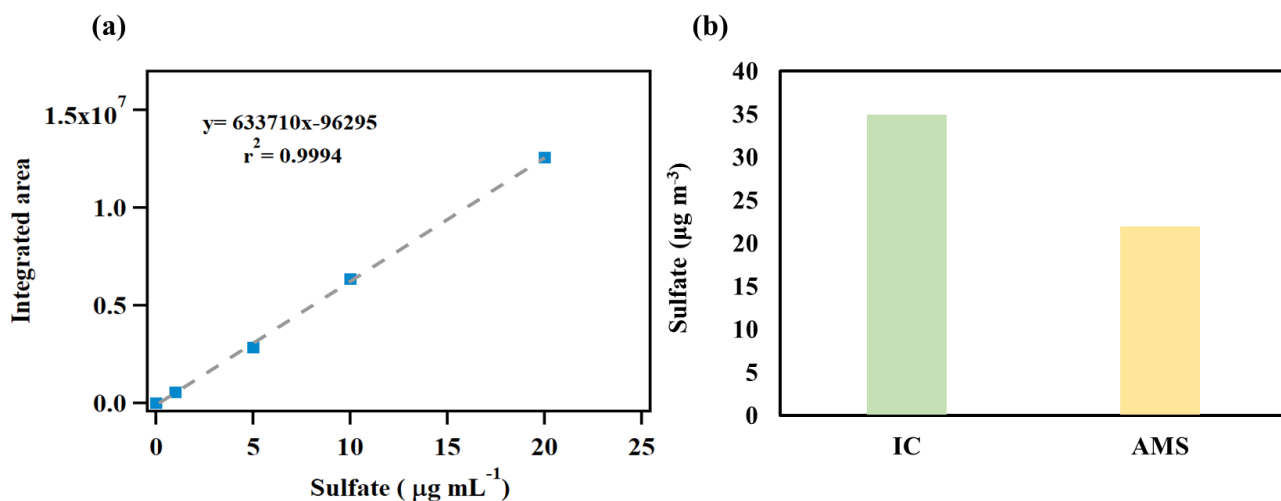 (a)
1.5x10^7
1.0
0.5
0.0
y= 633710x-96295
r^2= 0.9994
Integrated area
0 5 10 15 20 25
Sulfate ( μg mL^-1)
(b)
40
35
30
25
20
15
10
5
0
Sulfate (μg m^-3)
IC AMS